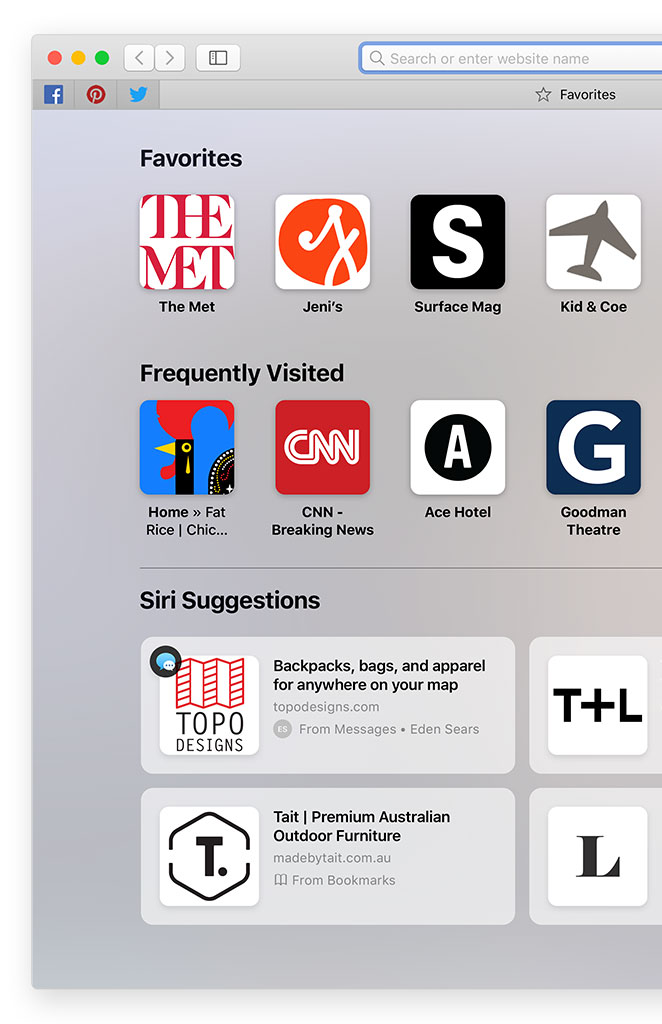 Search or enter website name
Favorites
Favorites
THE
MET
S
The Met
Jeni’s
Surface Mag
Kid & Coe
Frequently Visited
CNN
A
G
Home » Fat
Rice | Chic...
CNN -
Breaking News
Ace Hotel
Goodman
Theatre
Siri Suggestions
TOPO
DESIGNS
Backpacks, bags, and apparel
for anywhere on your map
topodesigns.com
ES
From Messages • Eden Sears
T+L
T.
Tait | Premium Australian
Outdoor Furniture
madebytait.com.au
From Bookmarks
L